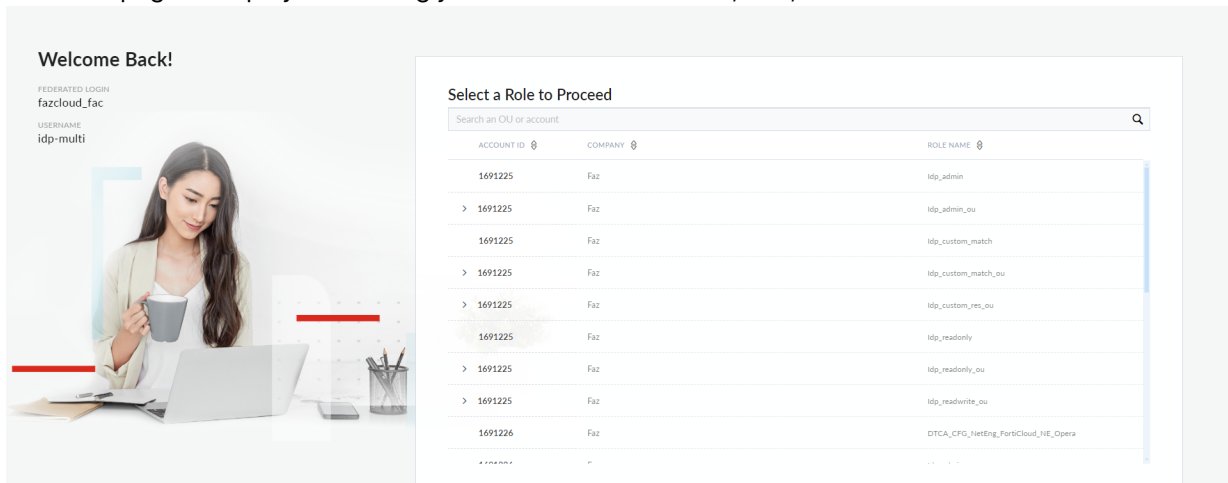 Welcome Back!
FEDERATED LOGIN
fazcloud_fac
USERNAME
idp-multi
Select a Role to Proceed
Search an OU or account
ACCOUNT ID COMPANY ROLE NAME
1691225 Faz Idp_admin
> 1691225 Faz Idp_admin_ou
1691225 Faz Idp_custom_match
> 1691225 Faz Idp_custom_match_ou
> 1691225 Faz Idp_custom_res_ou
1691225 Faz Idp_readonly
> 1691225 Faz Idp_readonly_ou
> 1691225 Faz Idp_readwrite_ou
1691226 Faz DTCA_CFG_NetEng_FortiCloud_NE_Opera